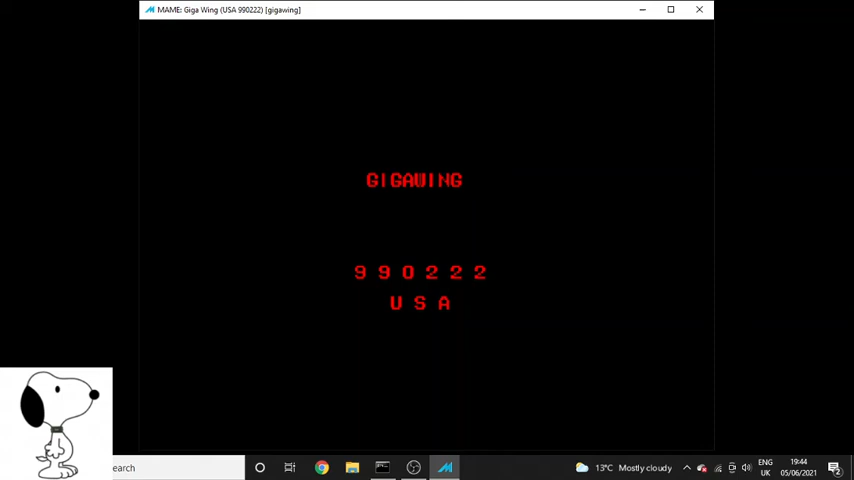 MAME: Giga Wing (USA 990222) [gigawing]
GIGAWING
990222
USA
earch
13°C Mostly cloudy
ENG
UK
19:44
05/06/2021
2